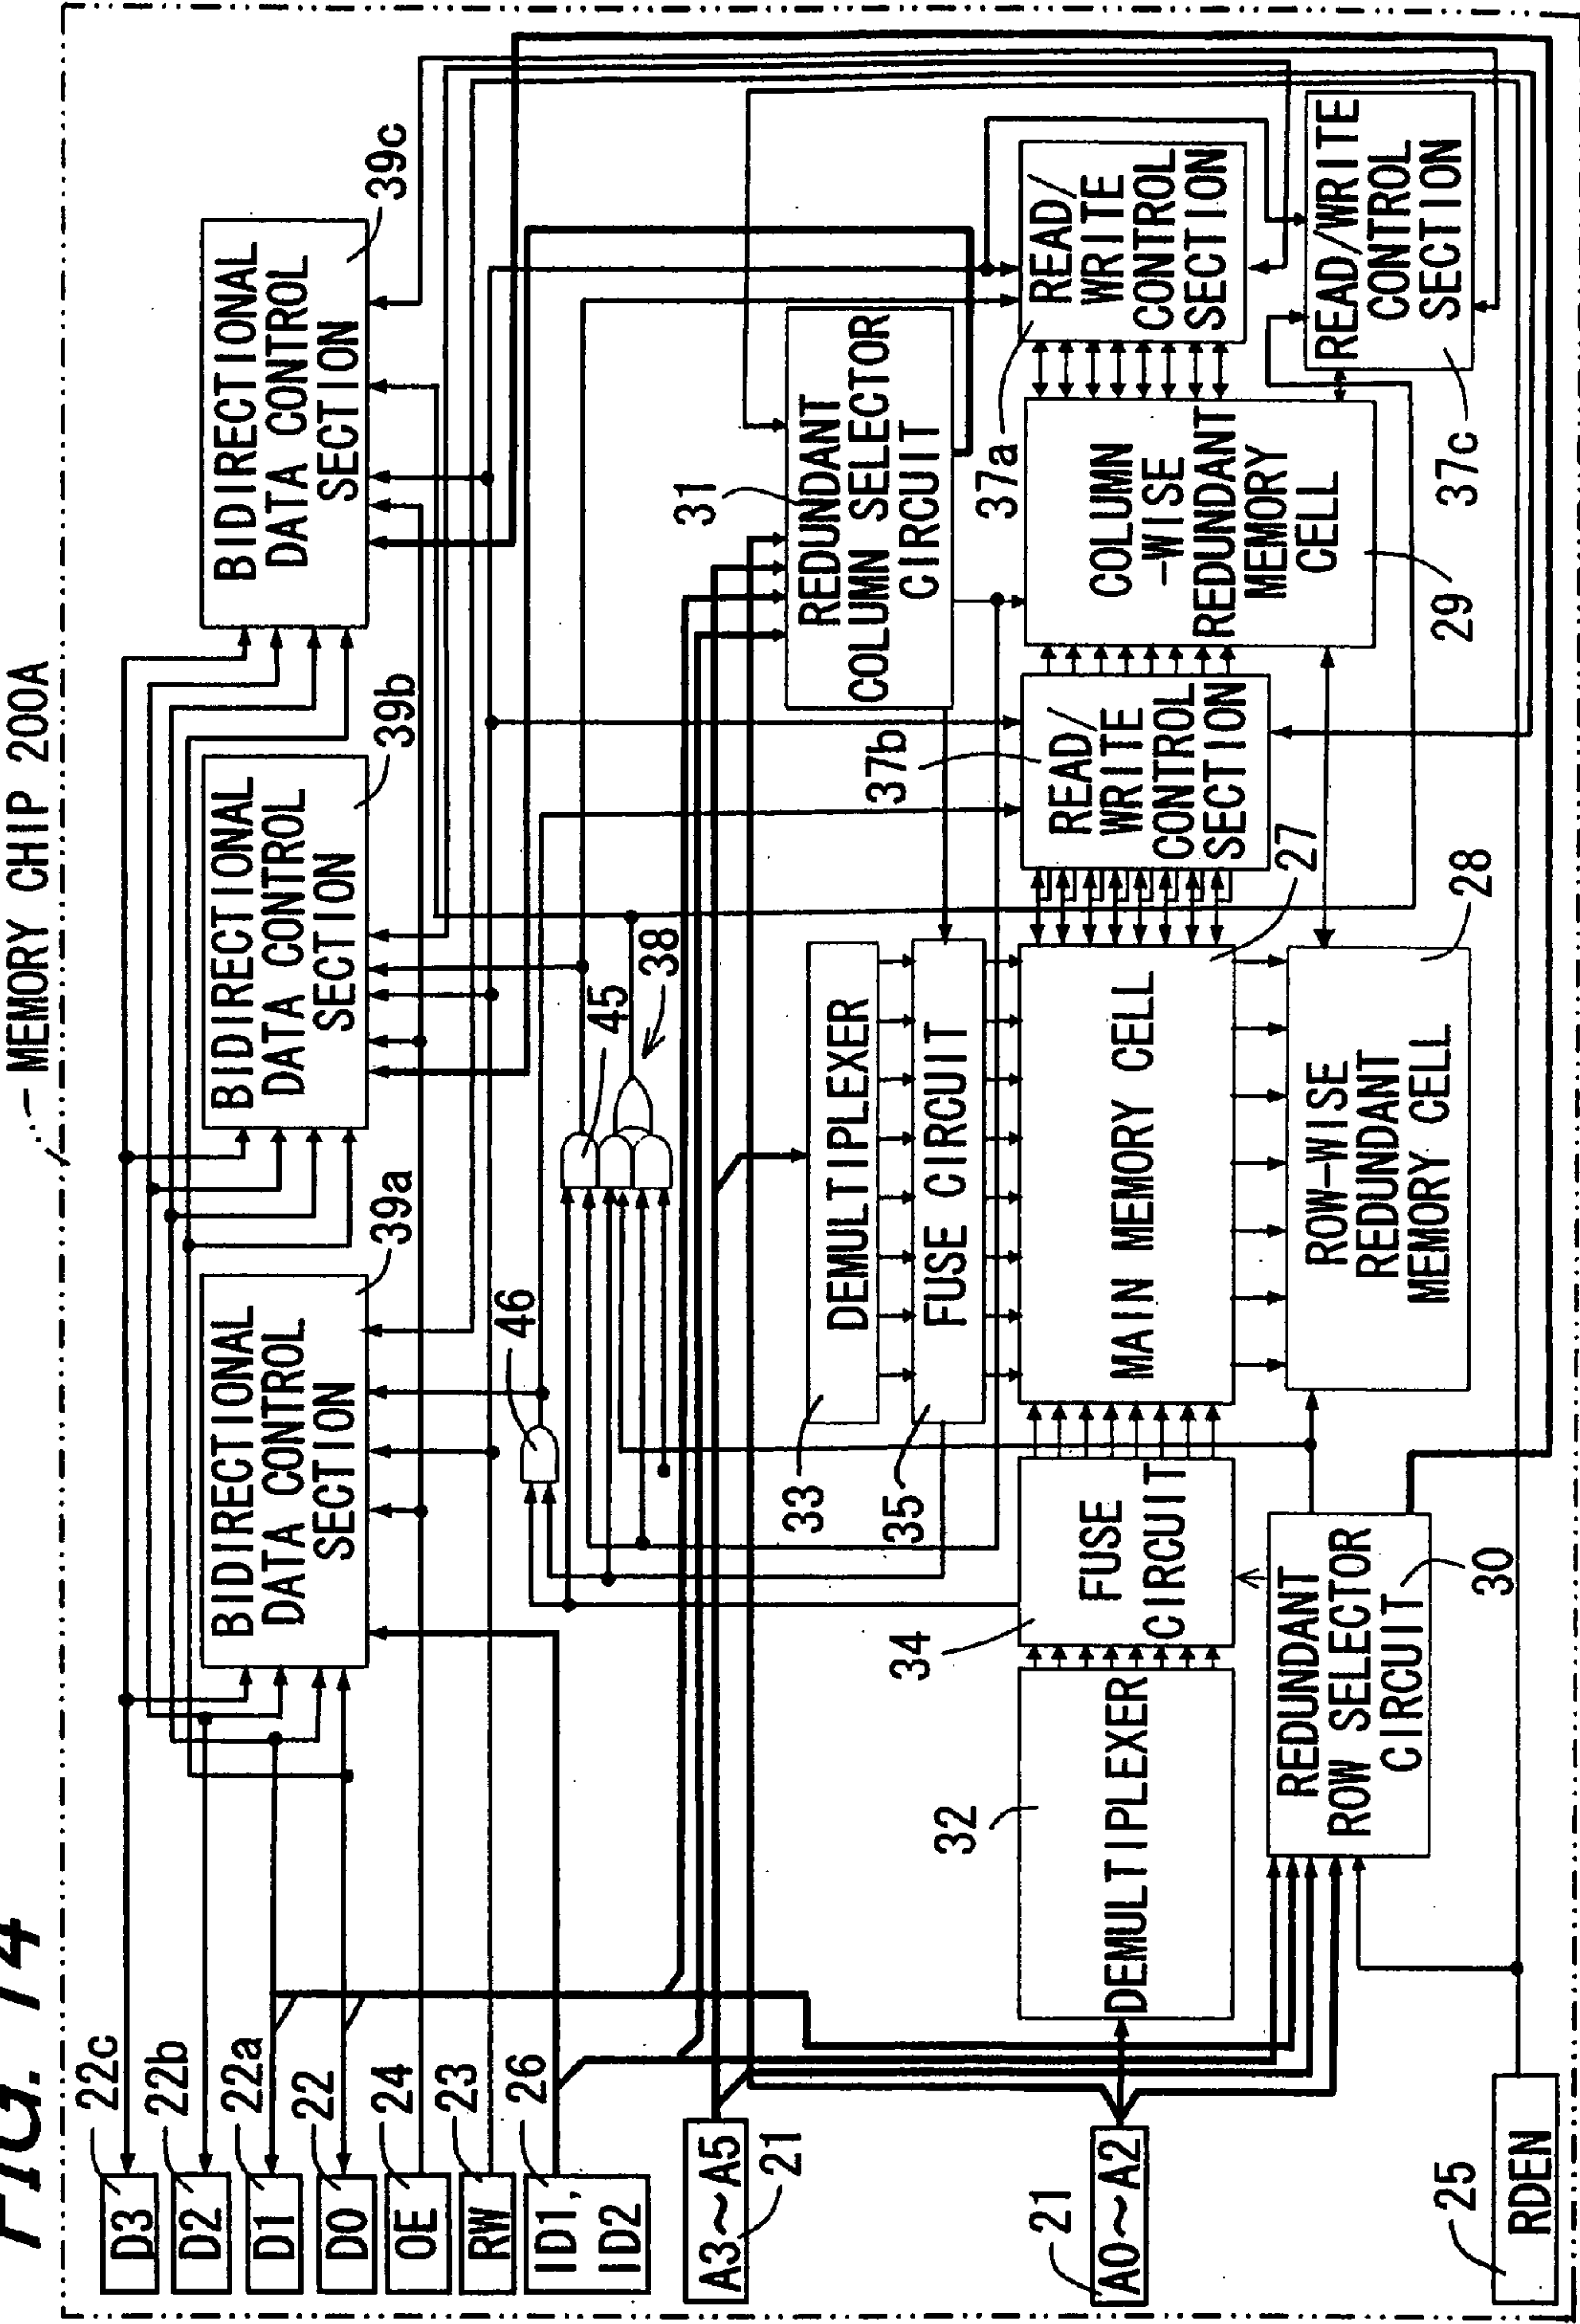 FIG. 14
MEMORY CHIP 200A
D3
22c
D2
22b
D1
22a
D0
22
OE
24
RW
23
ID1,
ID2
26
A3~A5
21
A0~A2
21
RDEN
25
BIDIRECTIONAL
DATA CONTROL
SECTION
39a
BIDIRECTIONAL
DATA CONTROL
SECTION
39b
BIDIRECTIONAL
DATA CONTROL
SECTION
39c
46
45
38
DEMULTIPLEXER
33
FUSE CIRCUIT
35
REDUNDANT
COLUMN SELECTOR
CIRCUIT
31
DEMULTIPLEXER
32
FUSE
CIRCUIT
34
MAIN MEMORY CELL
27
READ/
WRITE
CONTROL
SECTION
37b
COLUMN
-WISE
REDUNDANT
MEMORY
CELL
29
READ/
WRITE
CONTROL
SECTION
37a
REDUNDANT
ROW SELECTOR
CIRCUIT
30
ROW-WISE
REDUNDANT
MEMORY CELL
28
READ/WRITE
CONTROL
SECTION
37c